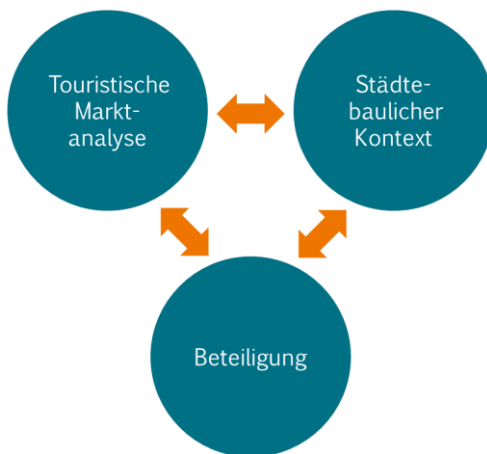 Touristische
Markt-
analyse
Städte-
baulicher
Kontext
Beteiligung